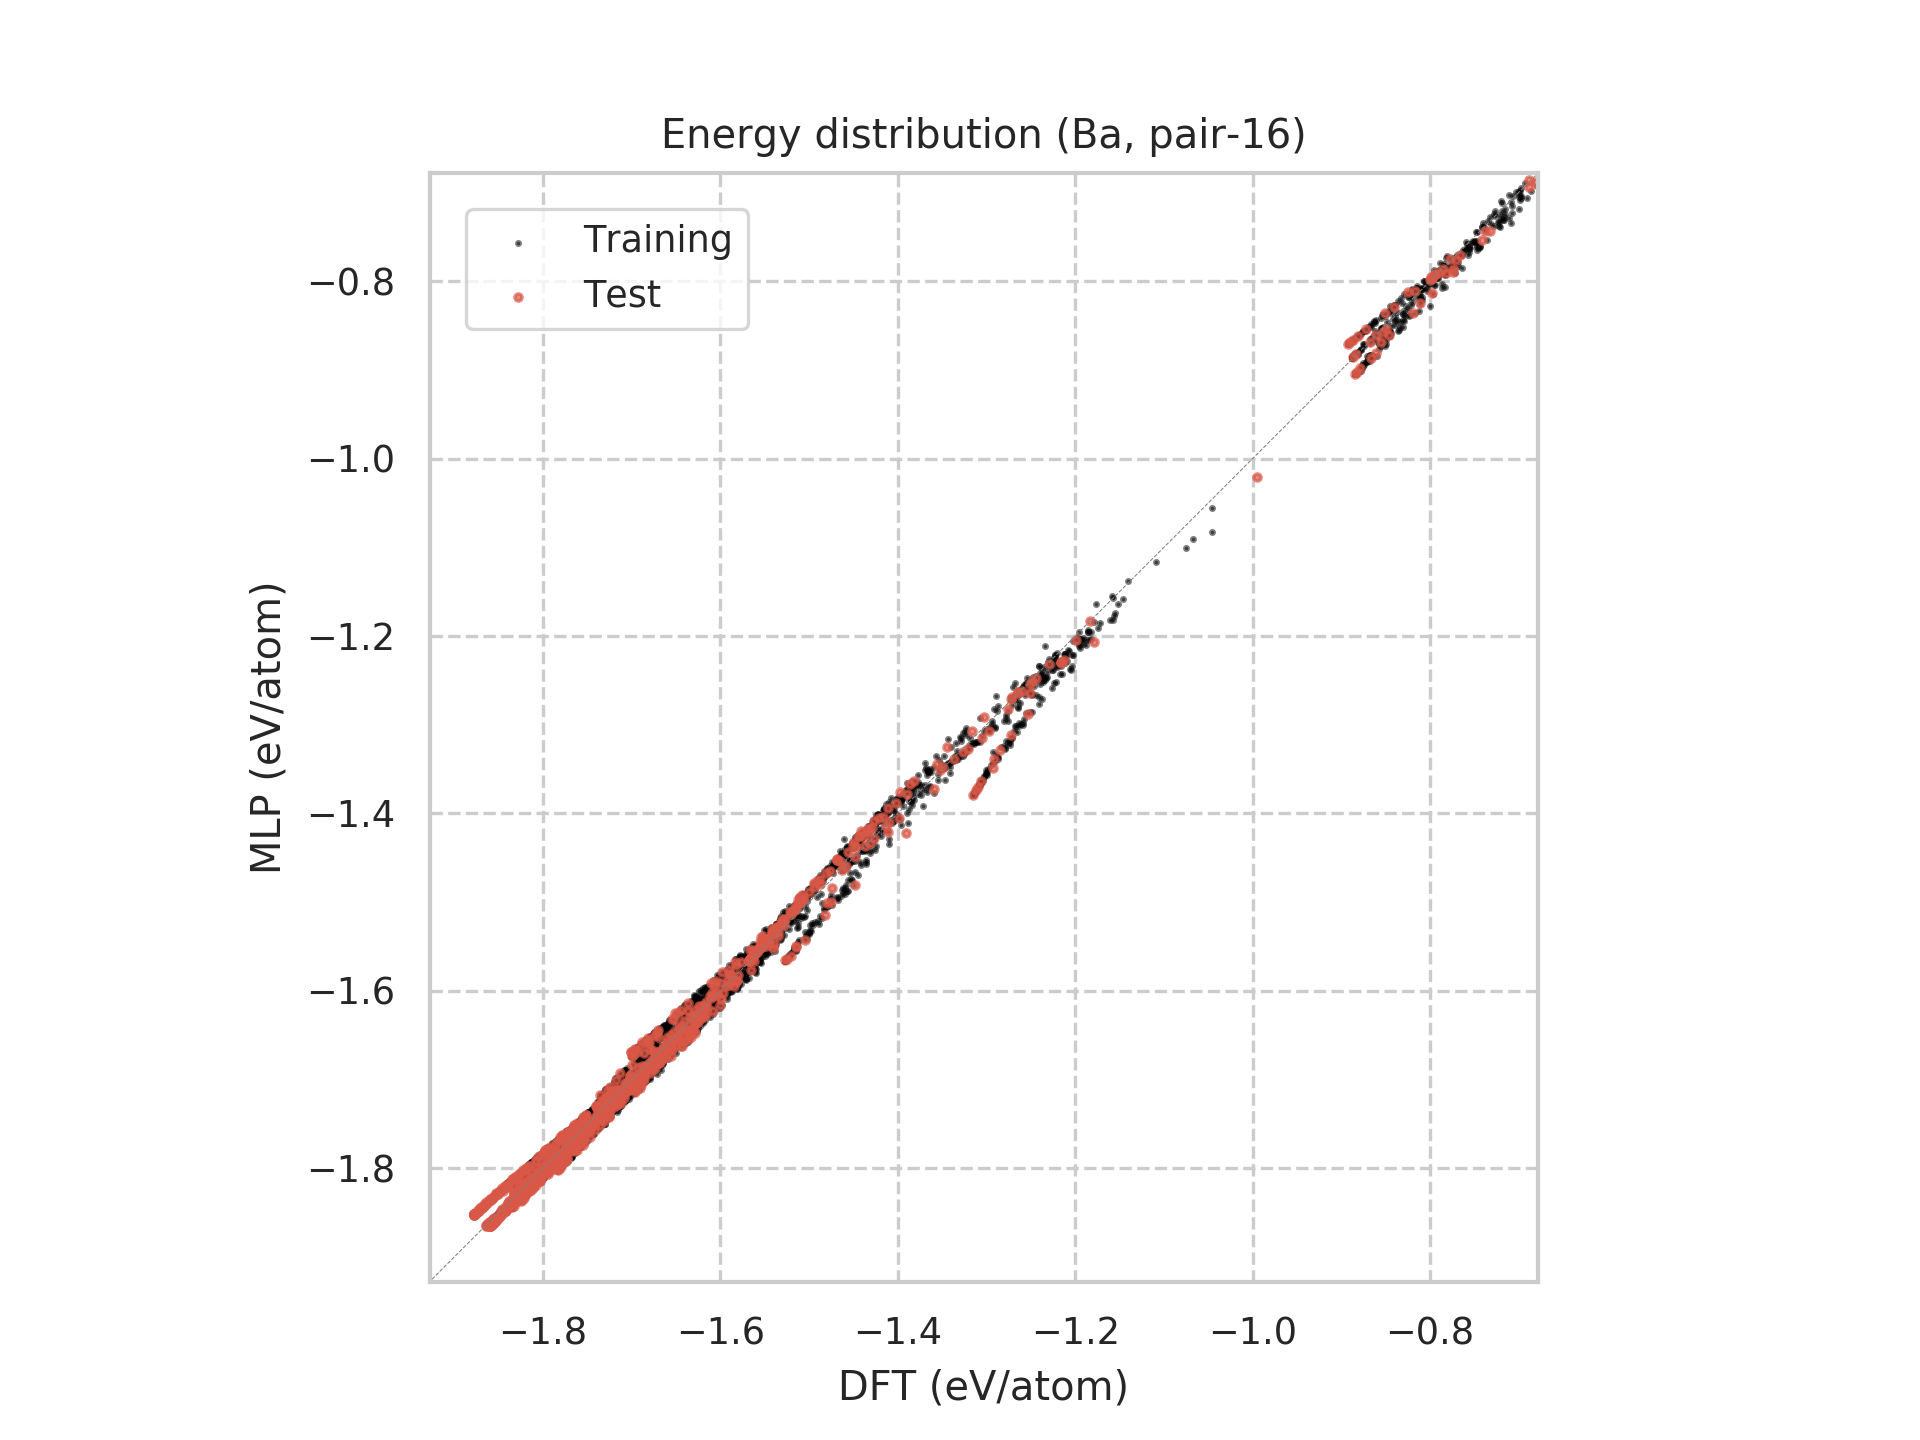 Energy distribution (Ba, pair-16)
Training
Test
MLP (eV/atom)
−0.8
−1.0
−1.2
−1.4
−1.6
−1.8
−1.8 −1.6 −1.4 −1.2 −1.0 −0.8
DFT (eV/atom)